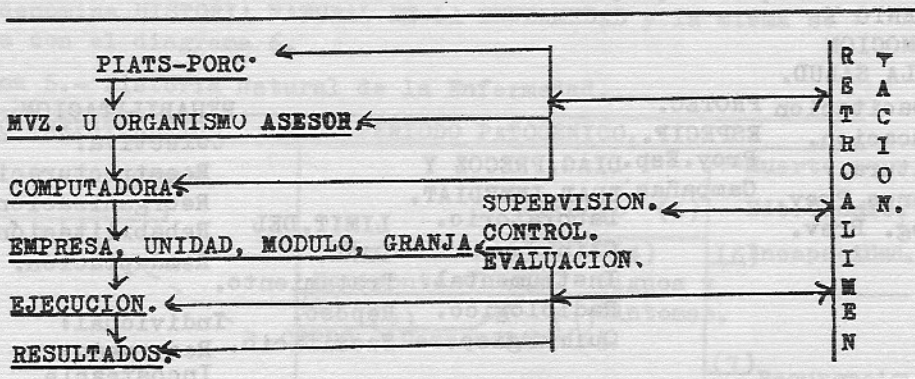 PIATS-PORC.
MVZ. U ORGANISMO ASESOR.
COMPUTADORA.
SUPERVISION.
EMPRESA, UNIDAD, MODULO, GRANJA.
CONTROL.
EVALUACION.
EJECUCION.
RESULTADOS.
RETROALIMEN
TACION.